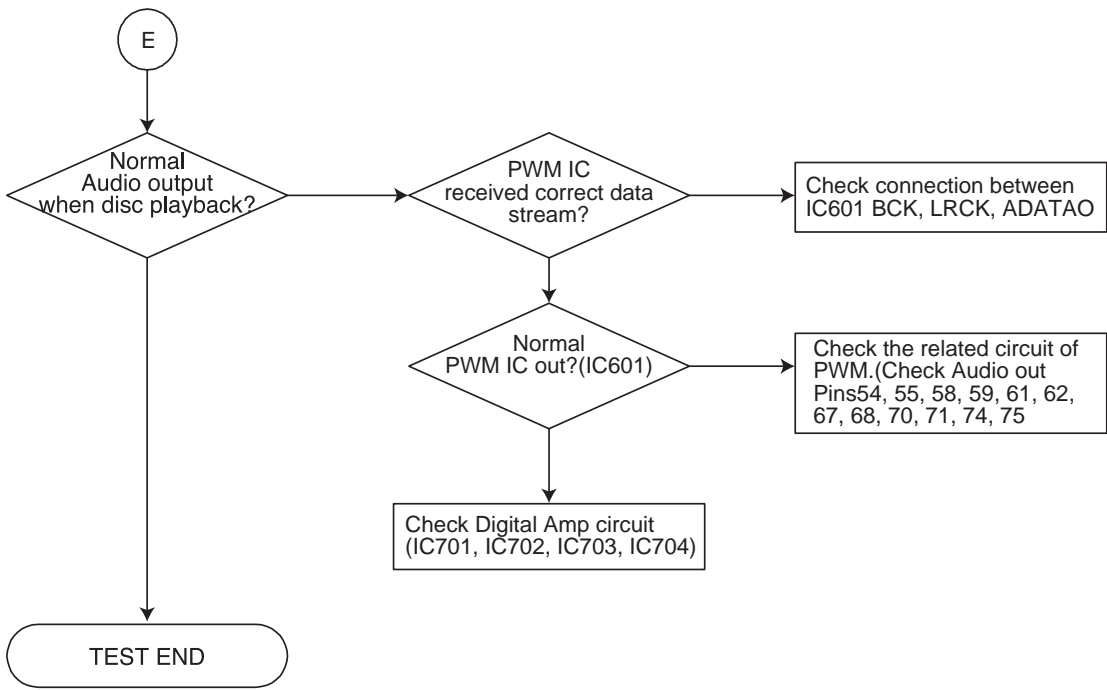 E
Normal
Audio output
when disc playback?
PWM IC
received correct data
stream?
Check connection between
IC601 BCK, LRCK, ADATAO
Normal
PWM IC out?(IC601)
Check the related circuit of
PWM.(Check Audio out
Pins54, 55, 58, 59, 61, 62,
67, 68, 70, 71, 74, 75
Check Digital Amp circuit
(IC701, IC702, IC703, IC704)
TEST END